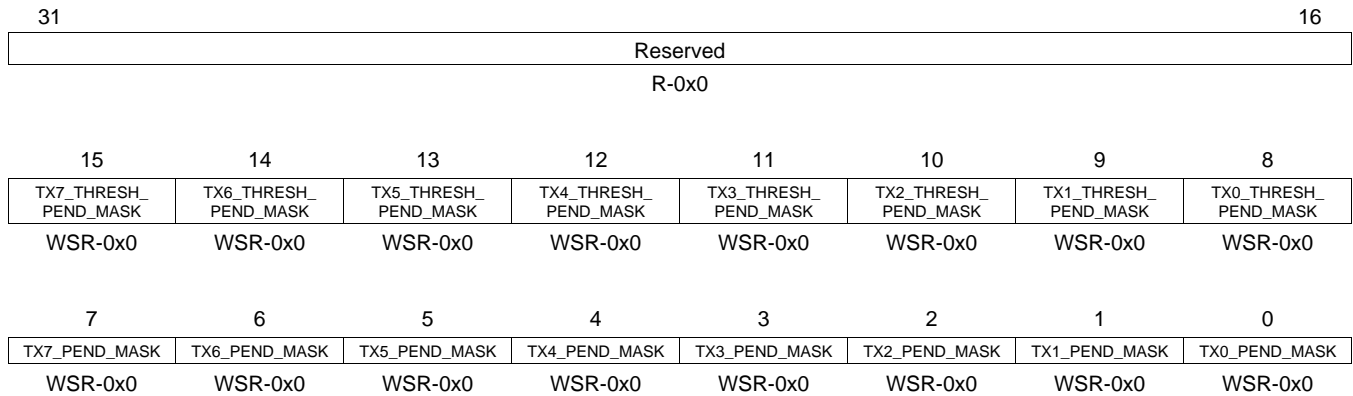 31 16
Reserved
R-0x0
15 14 13 12 11 10 9 8
TX7_THRESH_ TX6_THRESH_ TX5_THRESH_ TX4_THRESH_ TX3_THRESH_ TX2_THRESH_ TX1_THRESH_ TX0_THRESH_
PEND_MASK PEND_MASK PEND_MASK PEND_MASK PEND_MASK PEND_MASK PEND_MASK PEND_MASK
WSR-0x0 WSR-0x0 WSR-0x0 WSR-0x0 WSR-0x0 WSR-0x0 WSR-0x0 WSR-0x0
7 6 5 4 3 2 1 0
TX7_PEND_MASK TX6_PEND_MASK TX5_PEND_MASK TX4_PEND_MASK TX3_PEND_MASK TX2_PEND_MASK TX1_PEND_MASK TX0_PEND_MASK
WSR-0x0 WSR-0x0 WSR-0x0 WSR-0x0 WSR-0x0 WSR-0x0 WSR-0x0 WSR-0x0